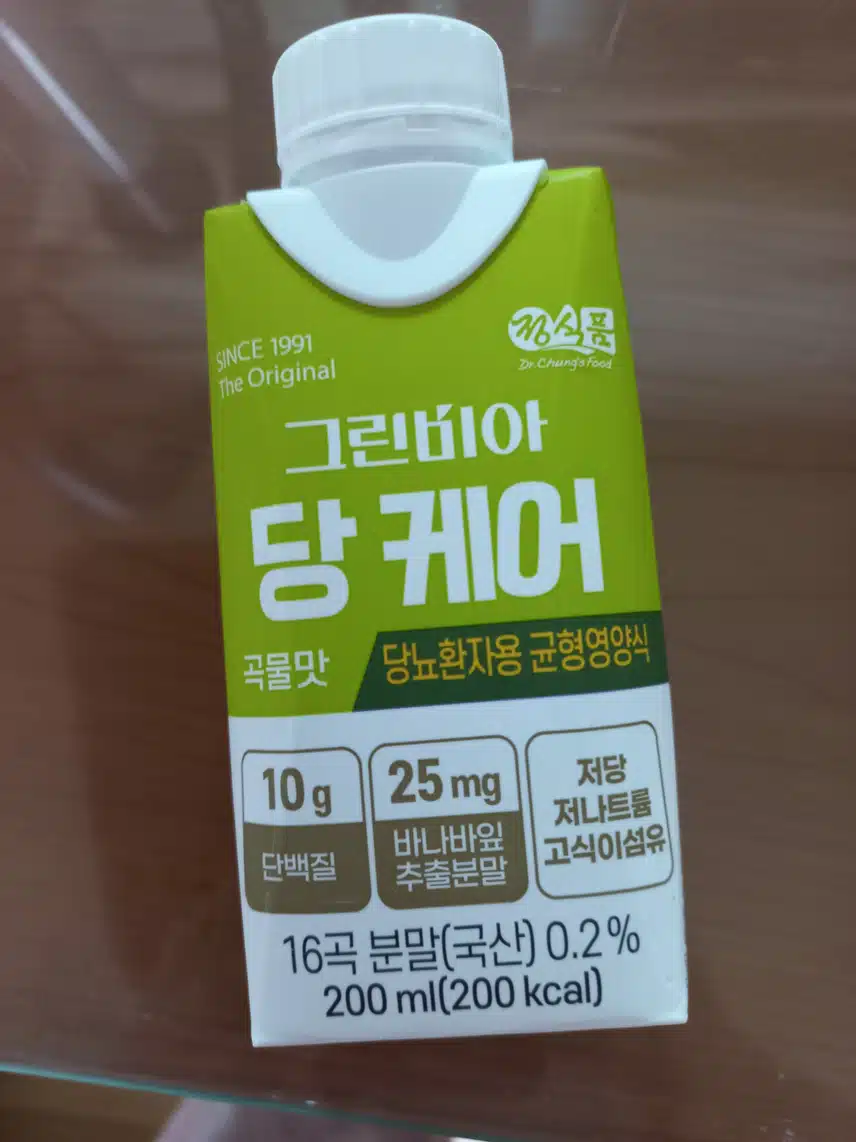 SINCE 1991
The Original
정식품
Dr.Chung's Food
그린비아
당 케어
곡물맛
당뇨환자용 균형영양식
10 g
단백질
25 mg
바나바잎
추출분말
저당
저나트륨
고식이섬유
16곡 분말(국산) 0.2%
200 ml(200 kcal)